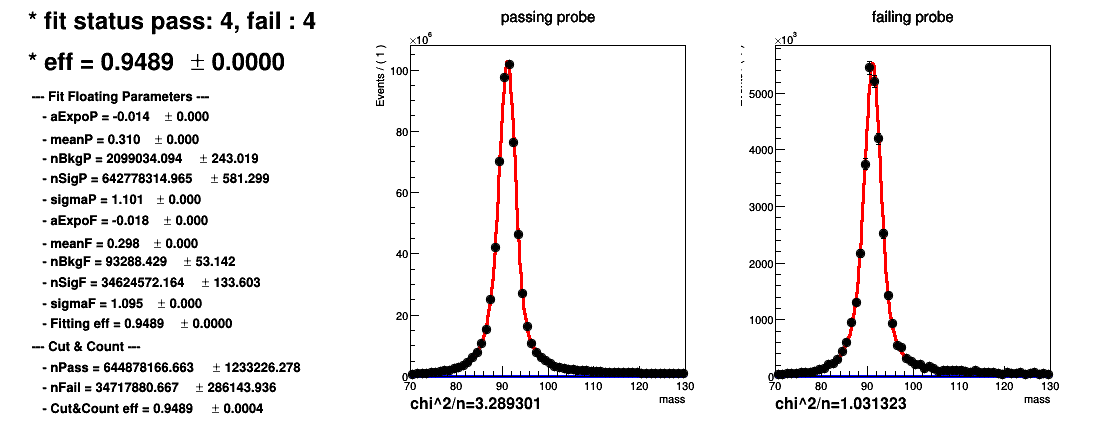 * fit status pass: 4, fail : 4
* eff = 0.9489 ± 0.0000
--- Fit Floating Parameters ---
- aExpoP = -0.014 ± 0.000
- meanP = 0.310 ± 0.000
- nBkgP = 2099034.094 ± 243.019
- nSigP = 642778314.965 ± 581.299
- sigmaP = 1.101 ± 0.000
- aExpoF = -0.018 ± 0.000
- meanF = 0.298 ± 0.000
- nBkgF = 93288.429 ± 53.142
- nSigF = 34624572.164 ± 133.603
- sigmaF = 1.095 ± 0.000
- Fitting eff = 0.9489 ± 0.0000
--- Cut & Count ---
- nPass = 644878166.663 ± 1233226.278
- nFail = 34717880.667 ± 286143.936
- Cut&Count eff = 0.9489 ± 0.0004
passing probe
×10⁶
Events / ( 1 )
100
80
60
40
20
0
70 80 90 100 110 120 130
mass
chi^2/n=3.289301
failing probe
×10³
5000
4000
3000
2000
1000
0
70 80 90 100 110 120 130
mass
chi^2/n=1.031323